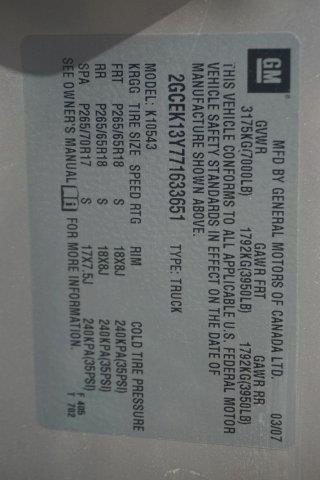 GM
MFD BY GENERAL MOTORS OF CANADA LTD. 03/07
GVWR GAWR FRT GAWR RR
3175KG(7000LB) 1792KG(3950LB) 1792KG(3950LB)
THIS VEHICLE CONFORMS TO ALL APPLICABLE U.S. FEDERAL MOTOR
VEHICLE SAFETY STANDARDS IN EFFECT ON THE DATE OF
MANUFACTURE SHOWN ABOVE.
2GCEK13Y771633651 TYPE: TRUCK
MODEL: K10543
KRGG TIRE SIZE SPEED RTG RIM COLD TIRE PRESSURE
FRT P265/65R18 S 18X8J 240KPA(35PSI)
RR P265/65R18 S 18X8J 240KPA(35PSI)
SPA P265/70R17 S 17X7.5J 240KPA(35PSI)
SEE OWNER'S MANUAL i FOR MORE INFORMATION.
F 405
T 702